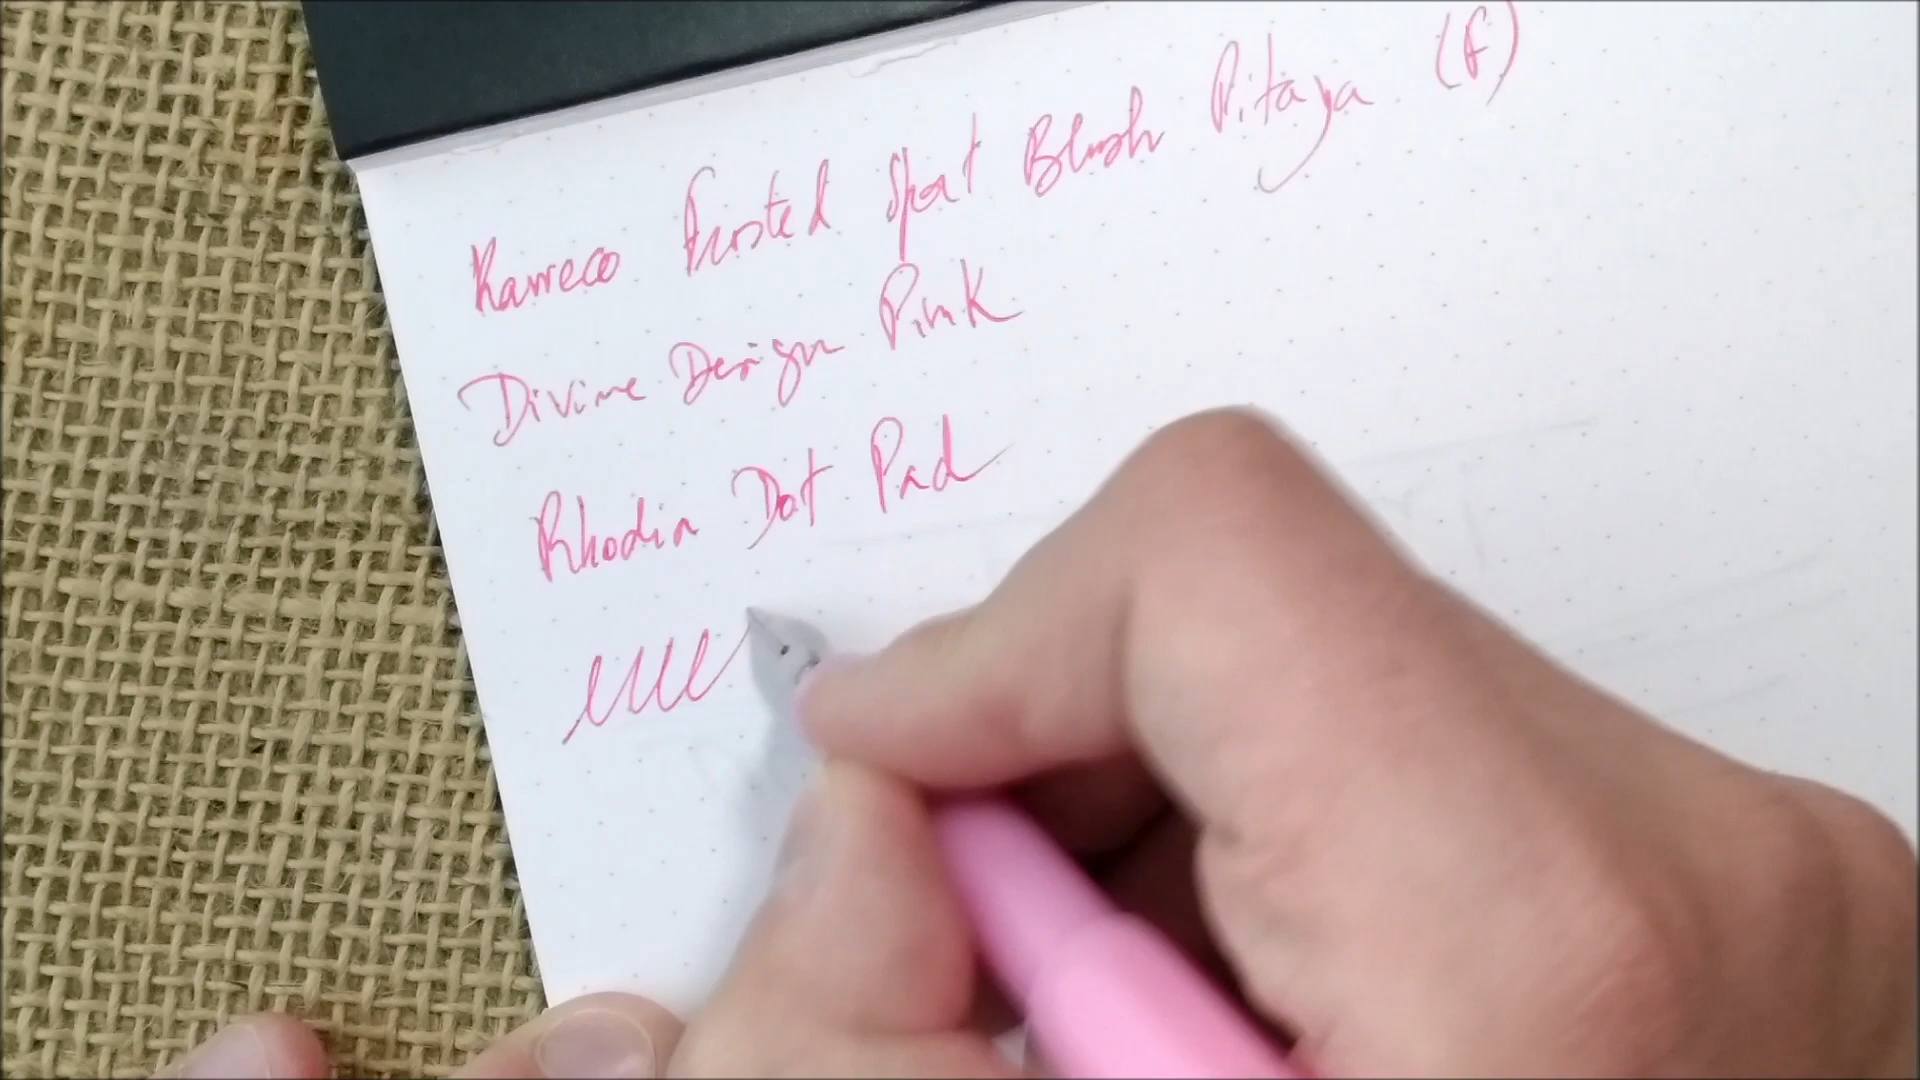 Kaweco Frosted Sport Blush Pitaya (F)
Divine Design Pink
Rhodia Dot Pad